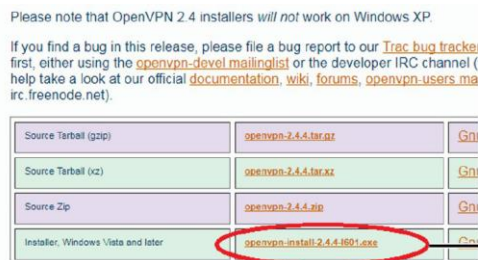 Please note that OpenVPN 2.4 installers will not work on Windows XP.
If you find a bug in this release, please file a bug report to our Trac bug tracker
first, either using the openvpn-devel mailinglist or the developer IRC channel (
help take a look at our official documentation, wiki, forums, openvpn-users ma
irc.freenode.net).
Source Tarball (gzip) openvpn-2.4.4.tar.gz Gnu
Source Tarball (xz) openvpn-2.4.4.tar.xz Gnu
Source Zip openvpn-2.4.4.zip Gnu
Installer, Windows Vista and later openvpn-install-2.4.4-I601.exe